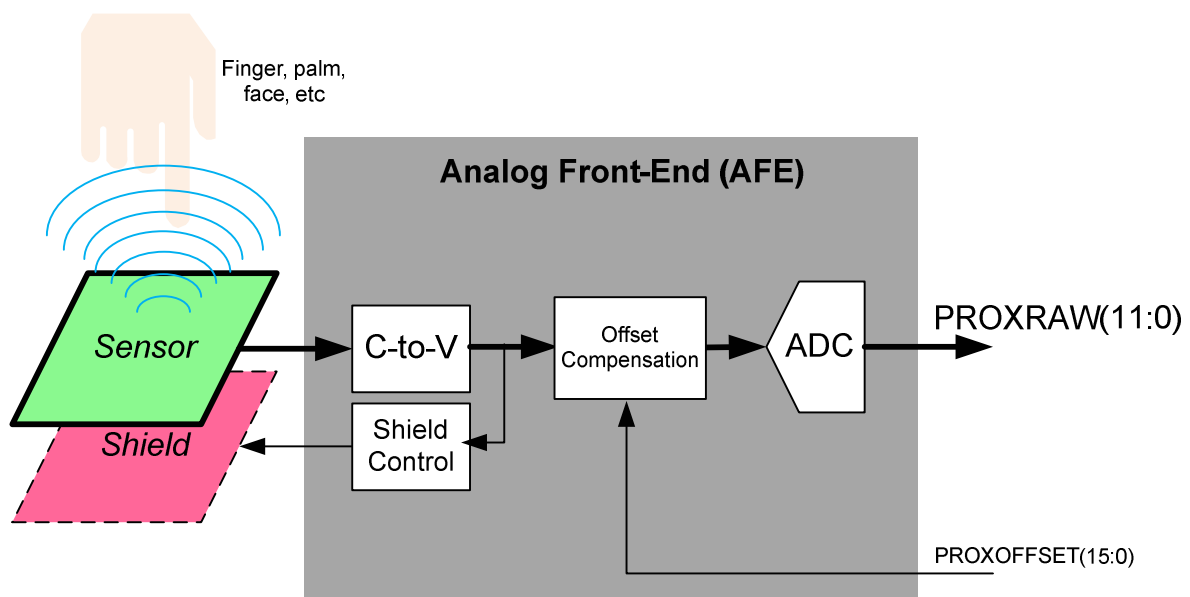 Finger, palm,
face, etc
Analog Front-End (AFE)
Sensor
C-to-V
Offset
Compensation
ADC
PROXRAW(11:0)
Shield
Shield
Control
PROXOFFSET(15:0)